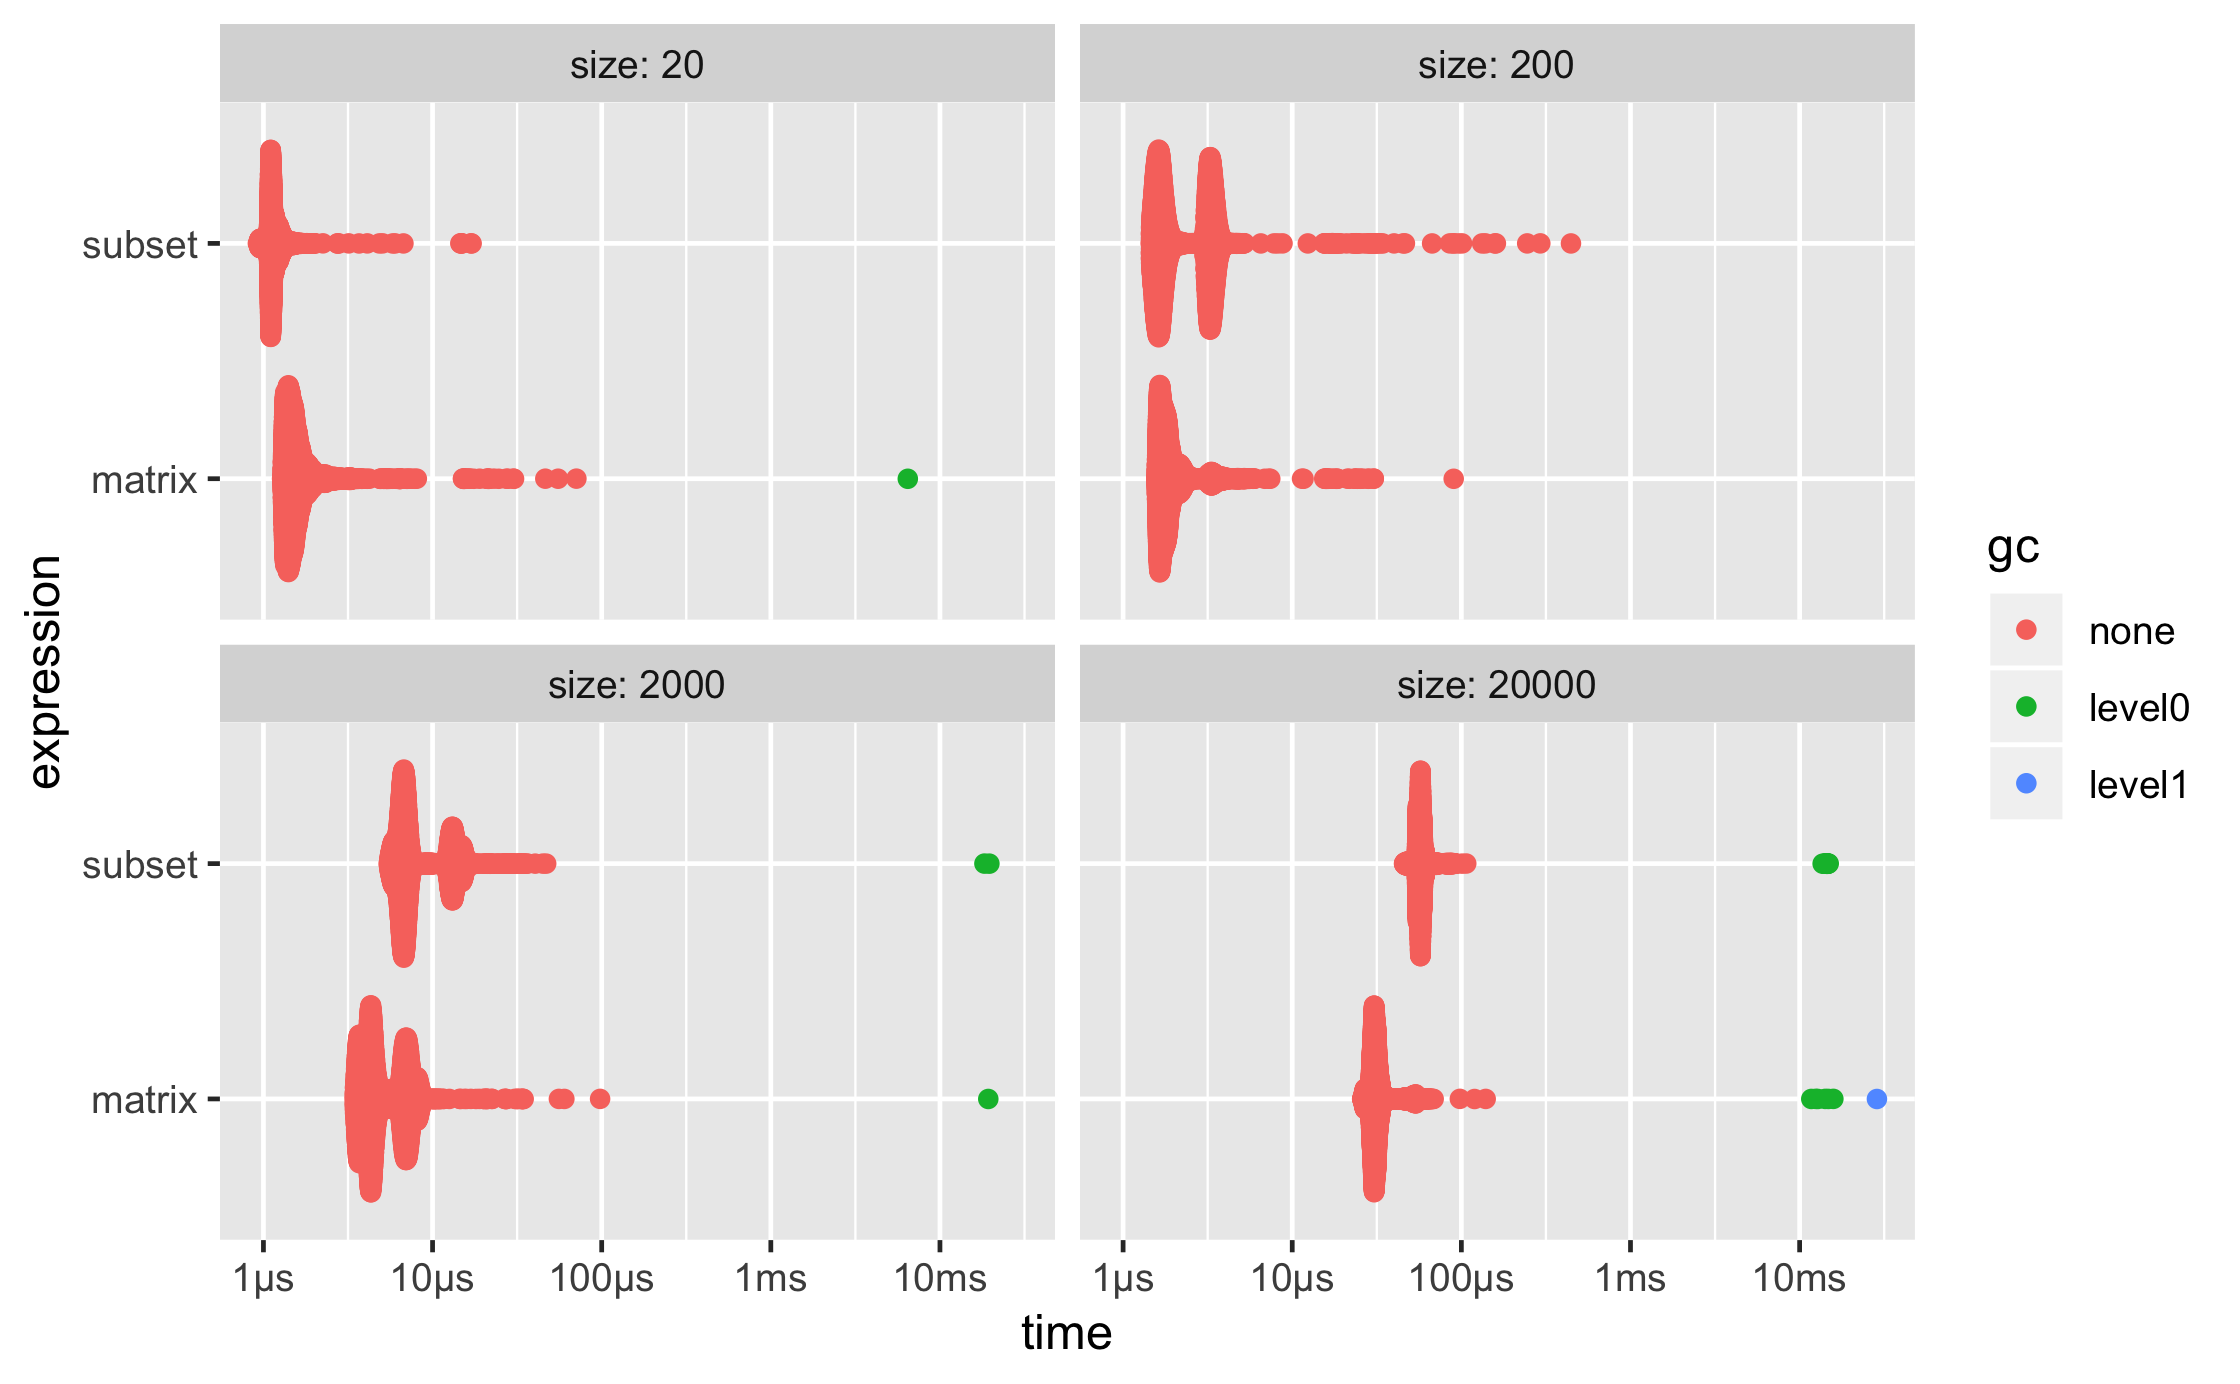 size: 20
size: 200
subset
matrix
size: 2000
size: 20000
subset
matrix
1µs
10µs
100µs
1ms
10ms
1µs
10µs
100µs
1ms
10ms
time
expression
gc
none
level0
level1